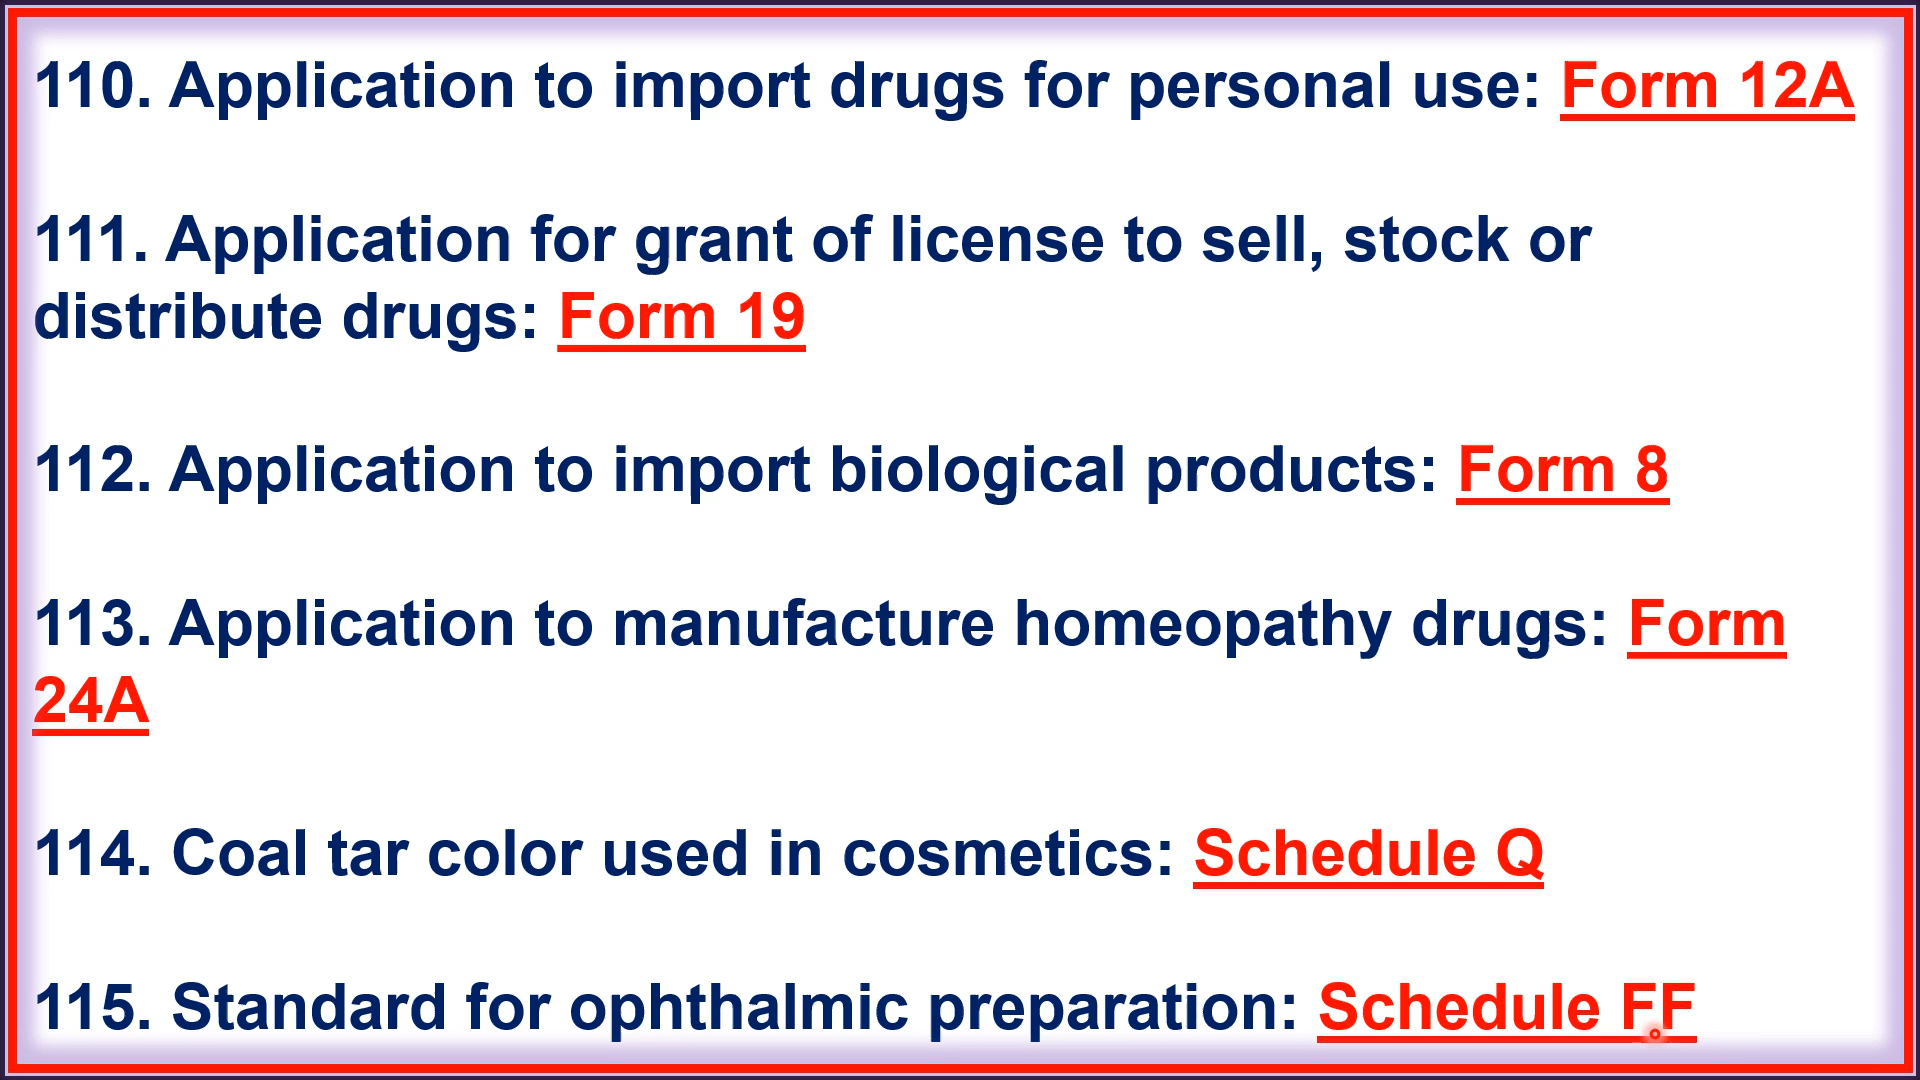 110. Application to import drugs for personal use: Form 12A
111. Application for grant of license to sell, stock or
distribute drugs: Form 19
112. Application to import biological products: Form 8
113. Application to manufacture homeopathy drugs: Form
24A
114. Coal tar color used in cosmetics: Schedule Q
115. Standard for ophthalmic preparation: Schedule FF